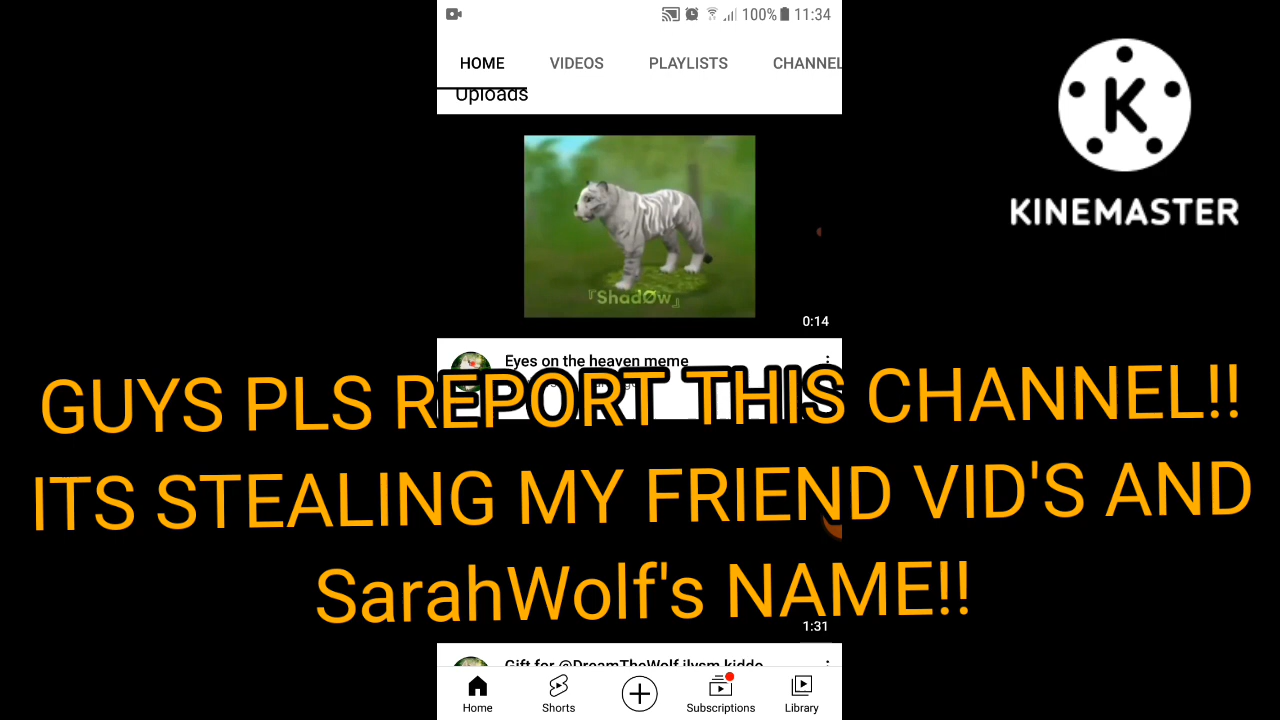 100% 11:34
HOME VIDEOS PLAYLISTS CHANNEL
Uploads
K
KINEMASTER
『ShadØw』
0:14
Eyes on the heaven meme
GUYS PLS REPORT THIS CHANNEL!!
ITS STEALING MY FRIEND VID'S AND
SarahWolf's NAME!!
1:31
Gift for @DreamTheWolf ilysm kiddo
Home Shorts Subscriptions Library